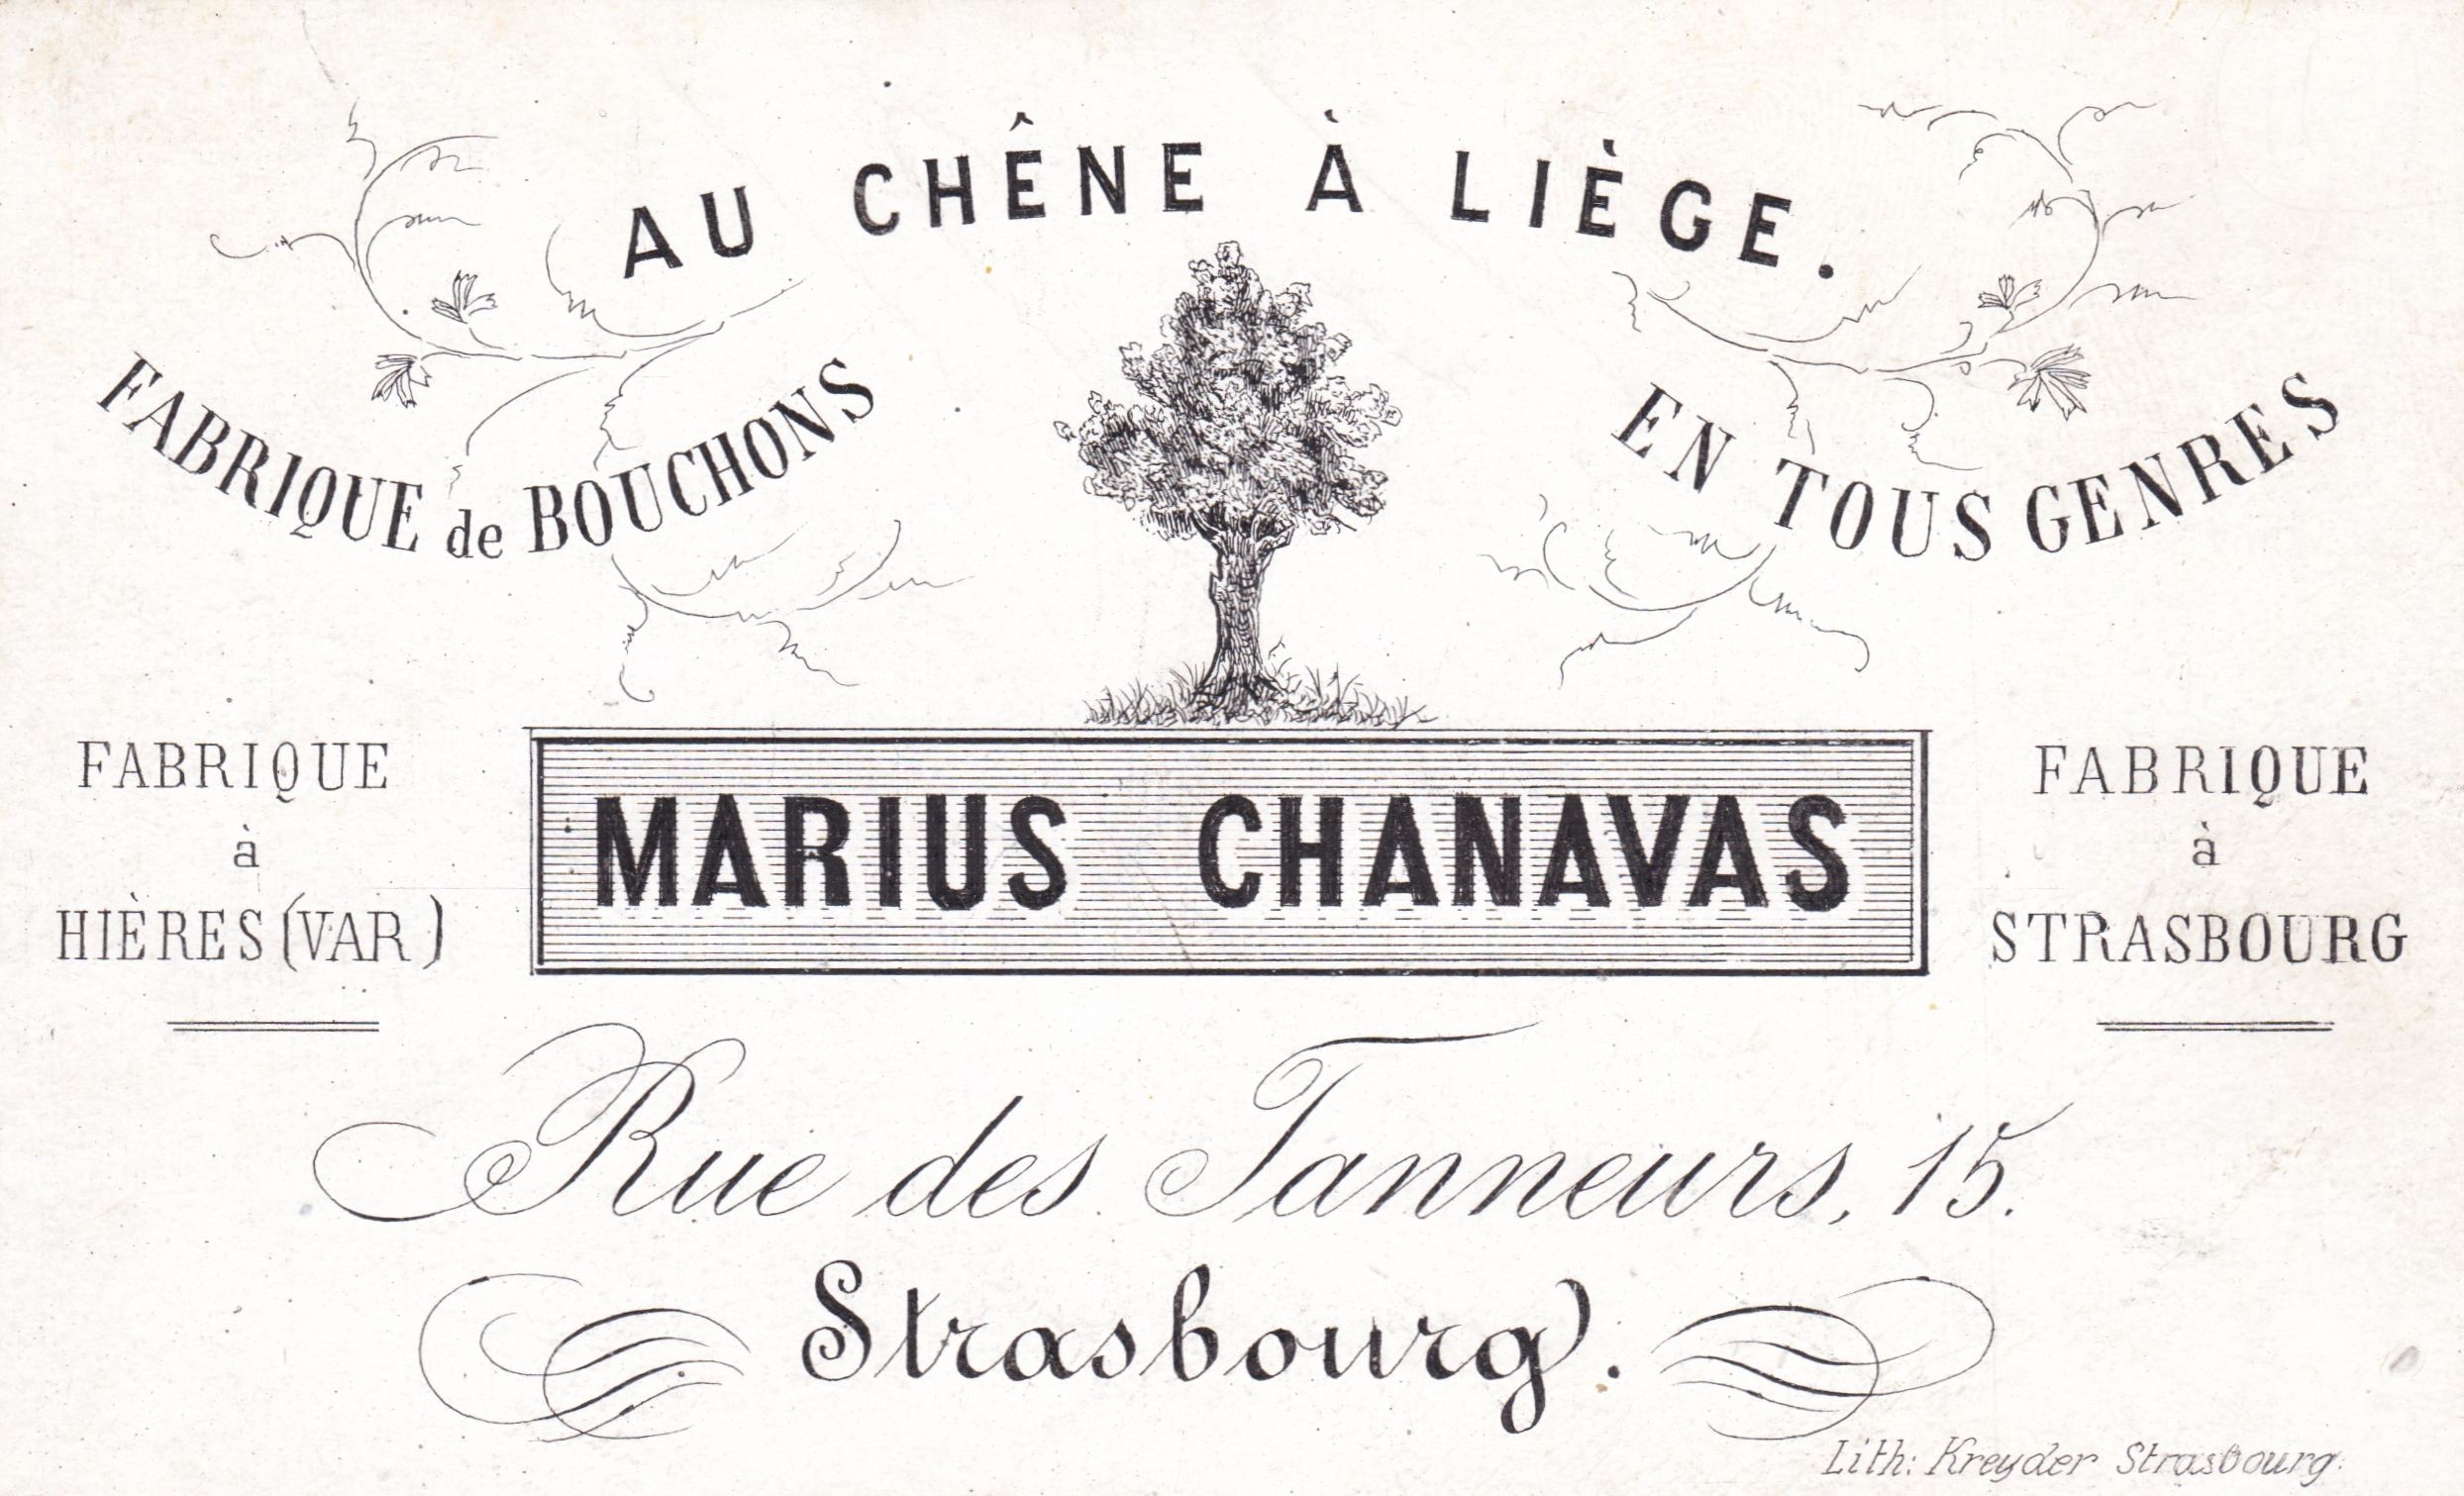 AU CHÊNE À LIÈGE.
FABRIQUE de BOUCHONS
EN TOUS GENRES
FABRIQUE
à
HIÈRES (VAR)
MARIUS CHANAVAS
FABRIQUE
à
STRASBOURG
Rue des Tanneurs, 15.
Strasbourg.
Lith: Kreyder Strasbourg.